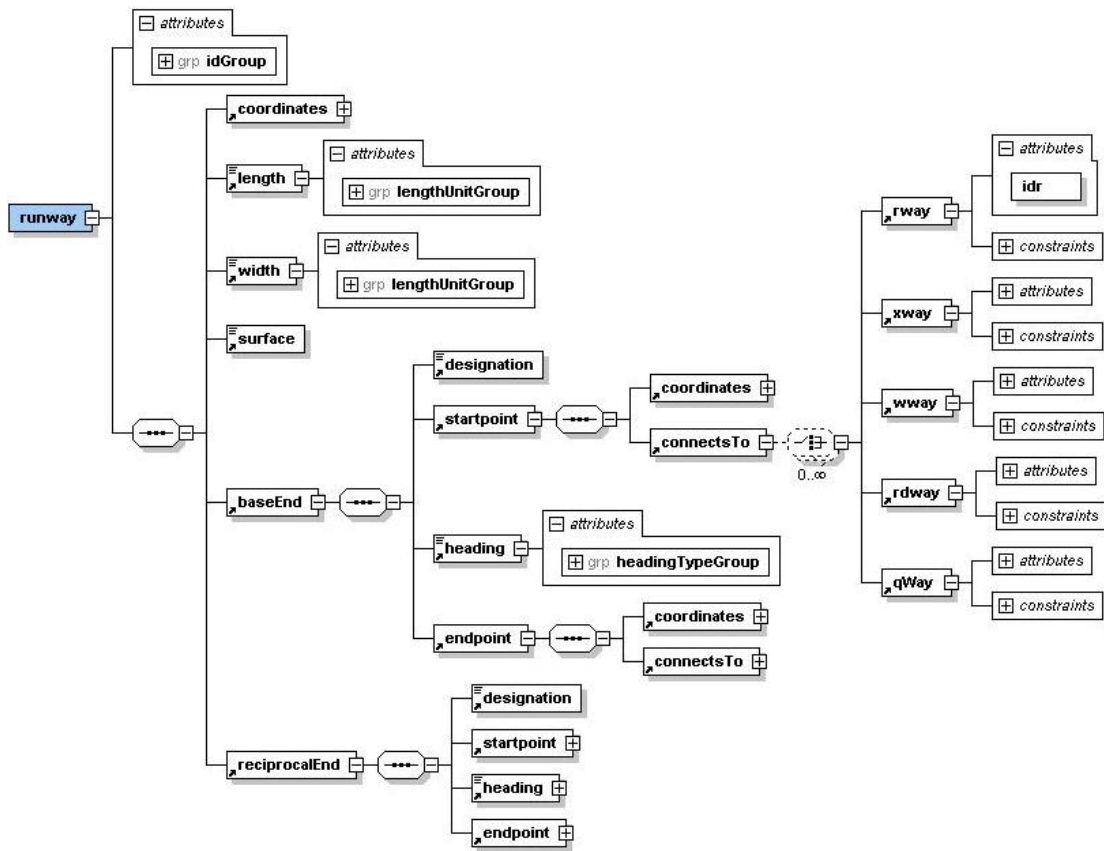 attributes
grp idGroup
coordinates
attributes
length
grp lengthUnitGroup
attributes
idr
rway
runway
constraints
attributes
width
grp lengthUnitGroup
attributes
xway
surface
constraints
designation
attributes
coordinates
wway
startpoint
constraints
connectsTo
0..∞
attributes
rdway
baseEnd
constraints
attributes
heading
grp headingTypeGroup
attributes
qWay
constraints
coordinates
endpoint
connectsTo
designation
startpoint
reciprocalEnd
heading
endpoint